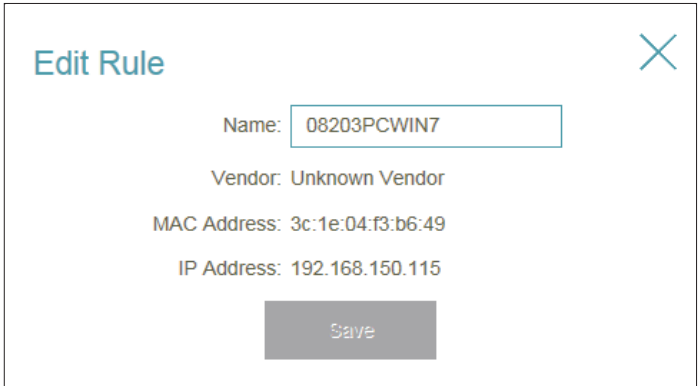 Edit Rule
Name: 08203PCWIN7
Vendor: Unknown Vendor
MAC Address: 3c:1e:04:f3:b6:49
IP Address: 192.168.150.115
Save